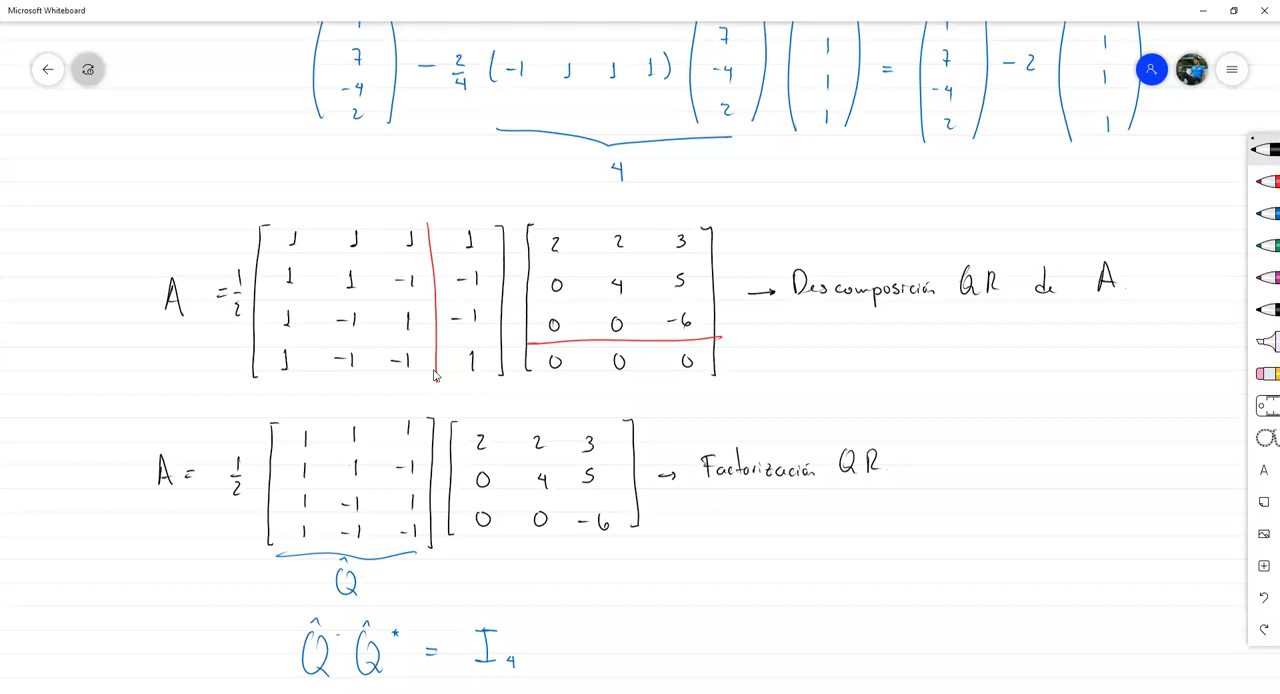 Microsoft Whiteboard
7
-4
2
- 2/4 (-1 1 1 1)
7
-4
2
1
1
1
=
7
-4
2
- 2
1
1
1
4
A = 1/2
1 1 1 1
1 1 -1 -1
1 -1 1 -1
1 -1 -1 1
2 2 3
0 4 5
0 0 -6
0 0 0
→ Descomposición QR de A.
A = 1/2
1 1 1
1 1 -1
1 -1 1
1 -1 -1
2 2 3
0 4 5
0 0 -6
→ Factorización QR
Q̂
Q̂ · Q̂* = I₄
A